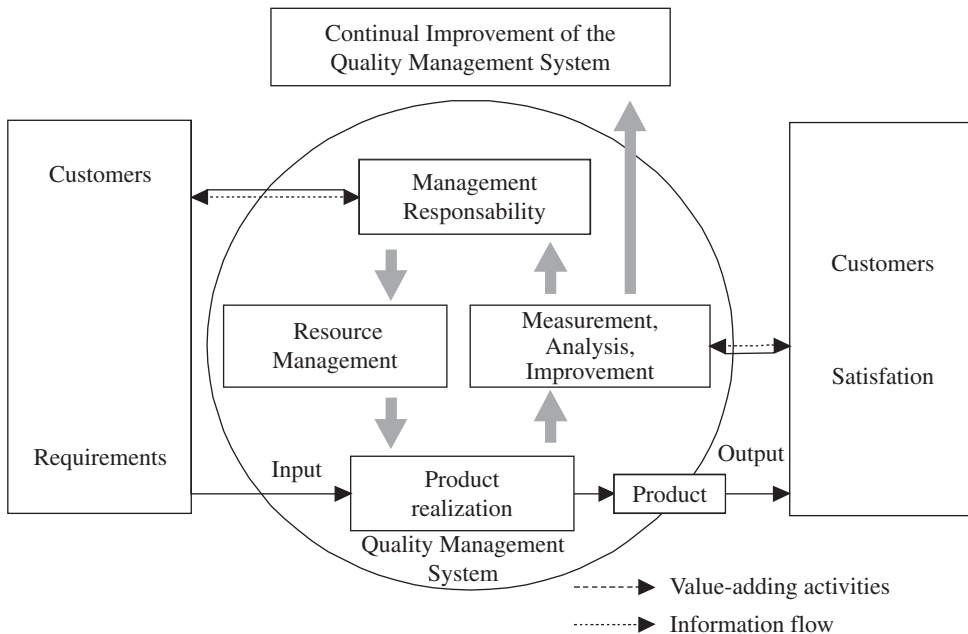 Continual Improvement of the
Quality Management System
Customers
Requirements
Management
Responsability
Resource
Management
Measurement,
Analysis,
Improvement
Customers
Satisfation
Input
Product
realization
Product
Output
Quality Management
System
Value-adding activities
Information flow